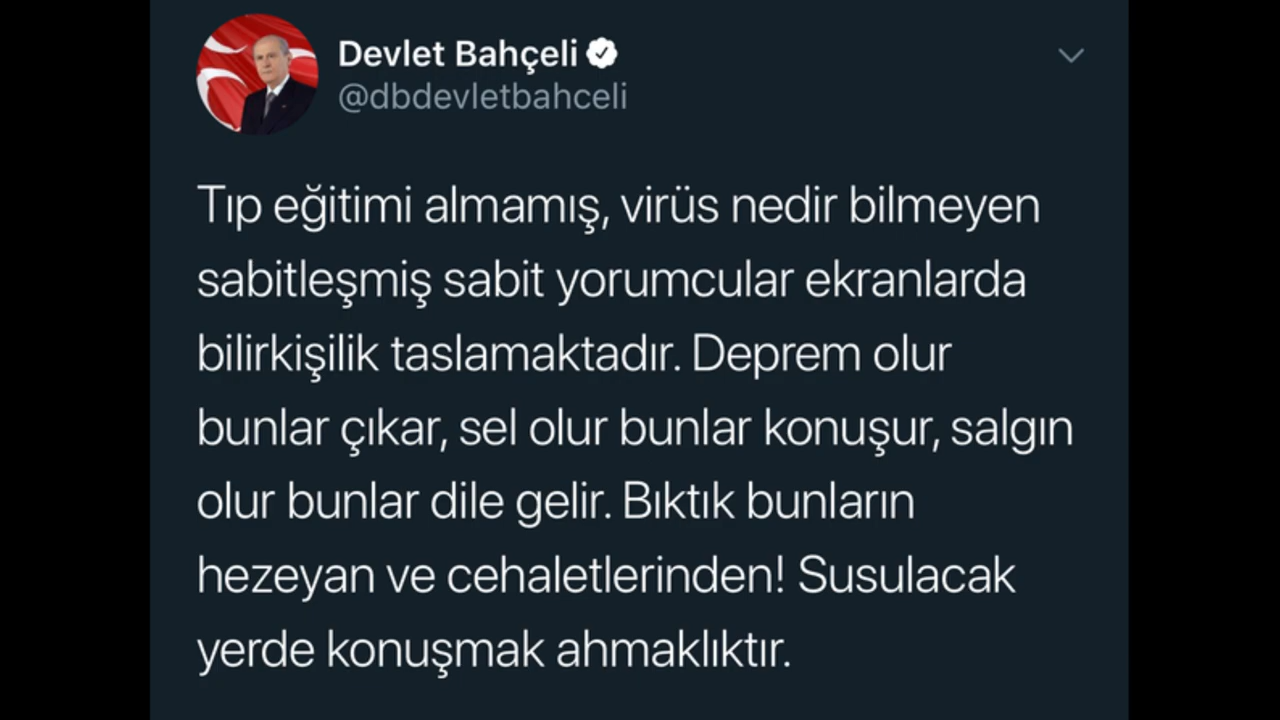 Devlet Bahçeli
@dbdevletbahceli
Tıp eğitimi almamış, virüs nedir bilmeyen
sabitleşmiş sabit yorumcular ekranlarda
bilirkişilik taslamaktadır. Deprem olur
bunlar çıkar, sel olur bunlar konuşur, salgın
olur bunlar dile gelir. Bıktık bunların
hezeyan ve cehaletlerinden! Susulacak
yerde konuşmak ahmaklıktır.